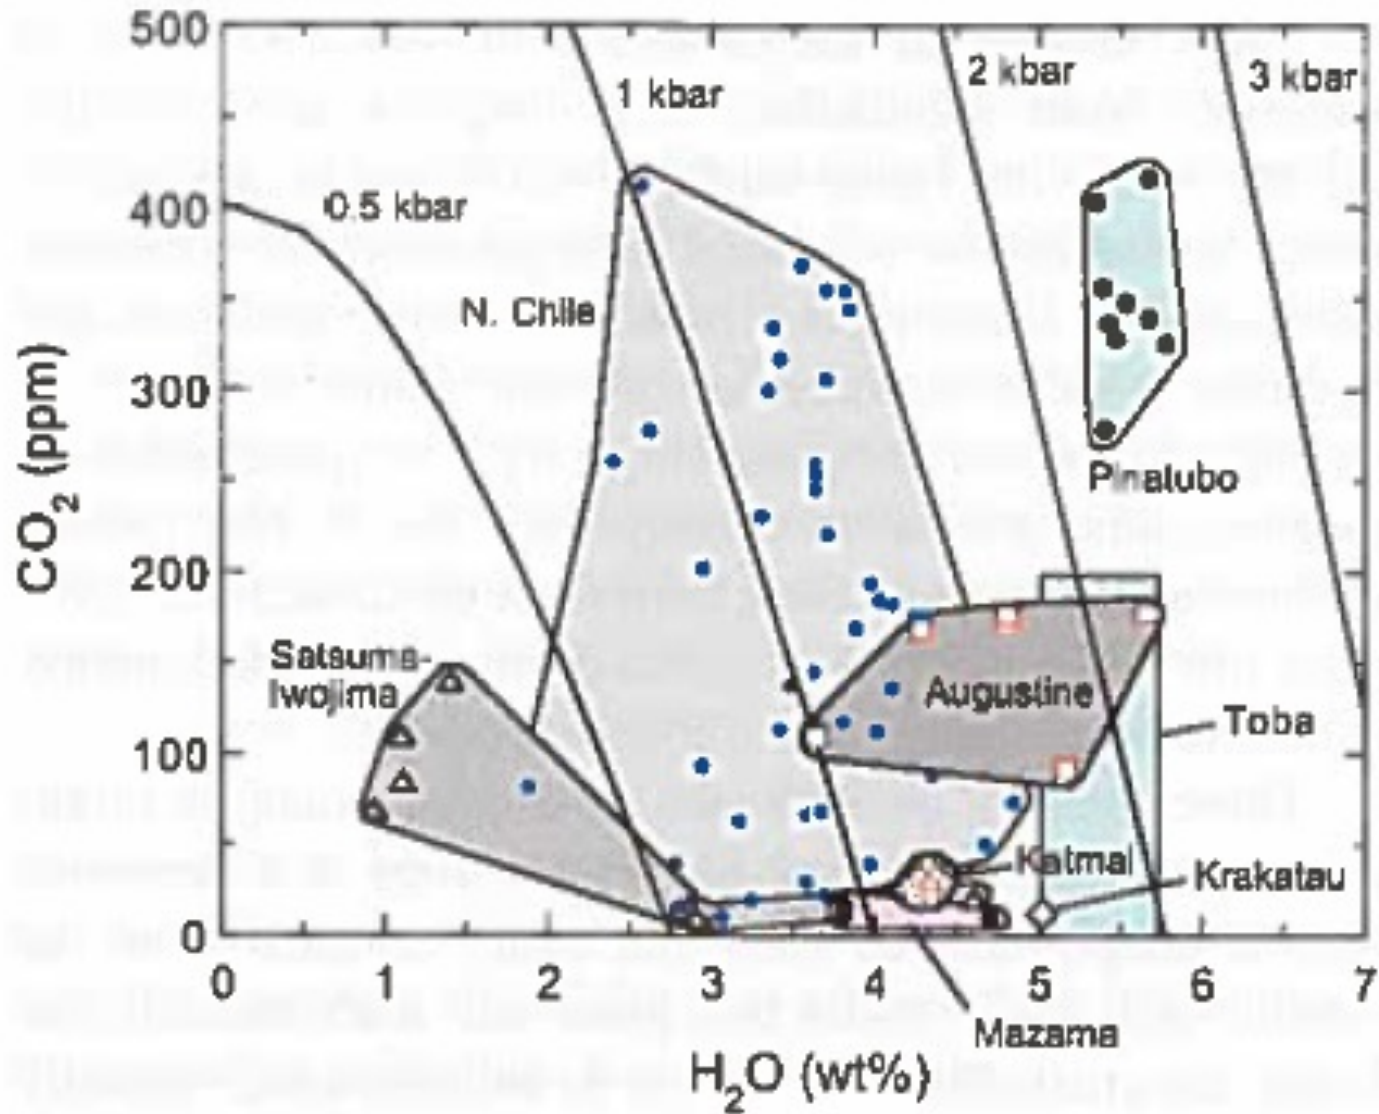 500
400
300
200
100
0
CO2 (ppm)
0.5 kbar
1 kbar
2 kbar
3 kbar
N. Chile
Pinatubo
Satsuma-
Iwojima
Augustine
Toba
Katmai
Krakatau
Mazama
0 1 2 3 4 5 6 7
H2O (wt%)